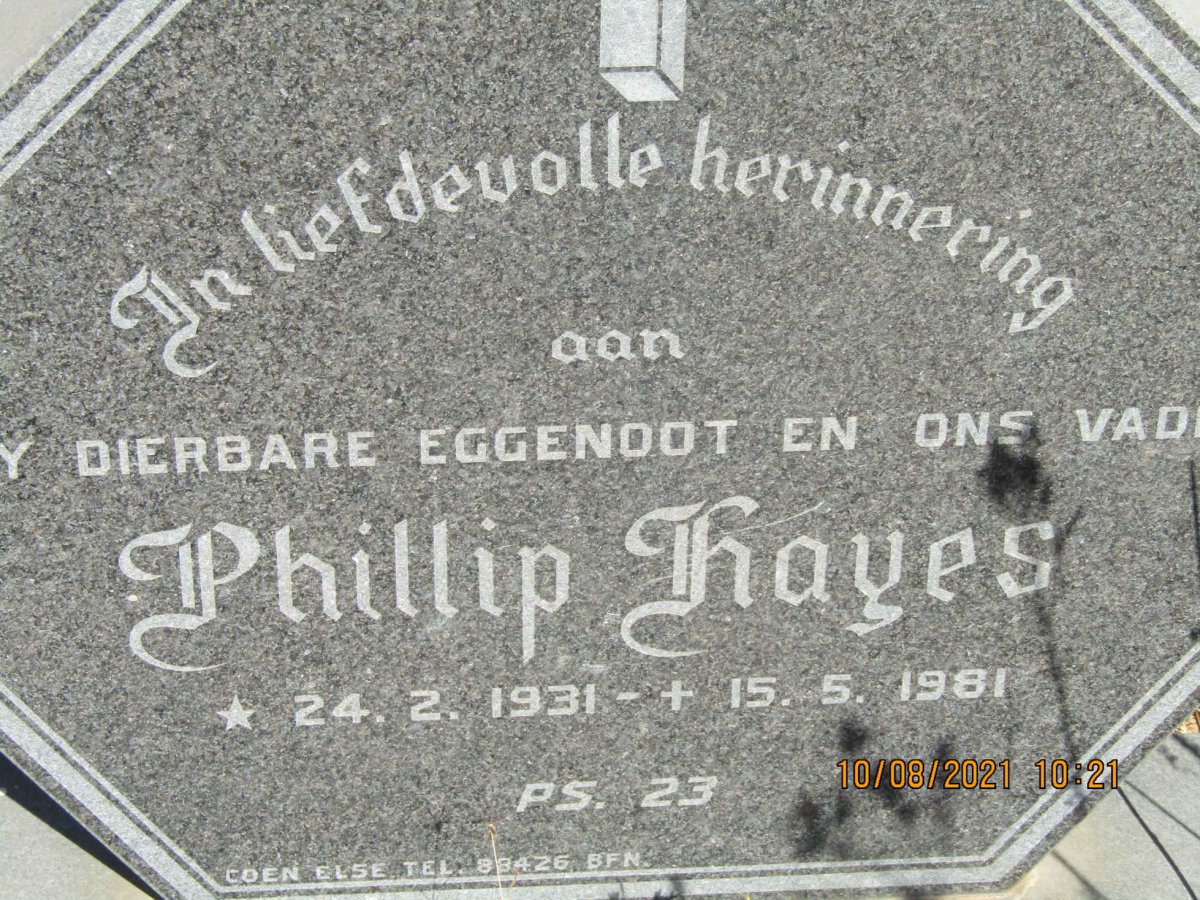 In liefdevolle herinnering
aan
Y DIERBARE EGGENOOT EN ONS VAD
Phillip Hayes
★ 24. 2. 1931 - ✝ 15. 5. 1981
PS. 23
10/08/2021 10:21
COEN ELSE TEL. BFN.